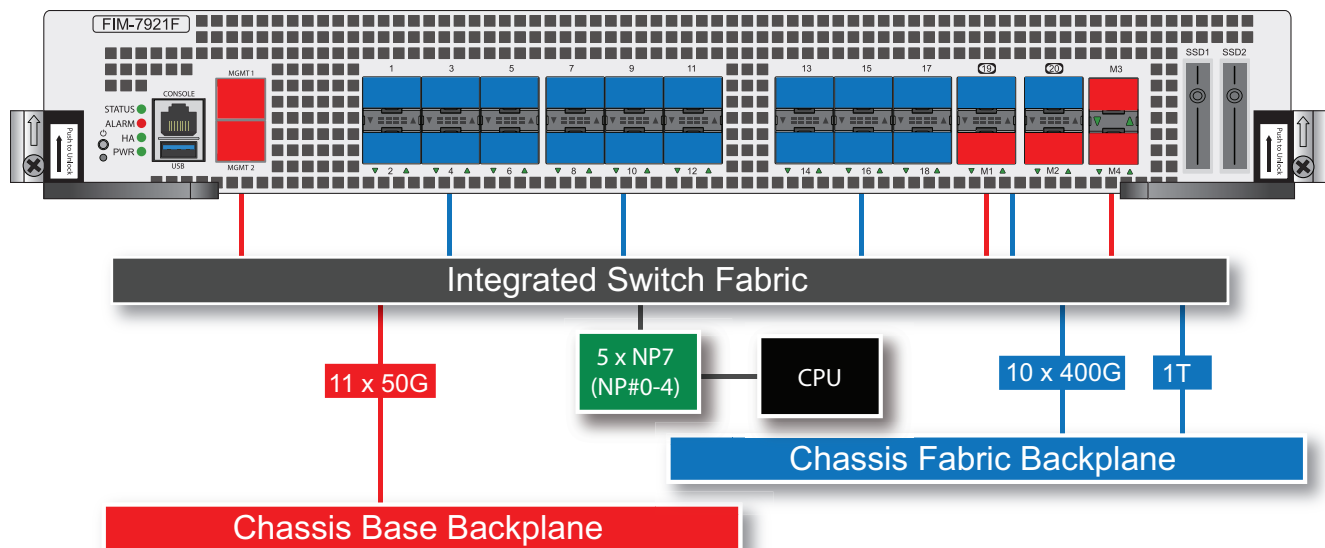 FIM-7921F
SSD1 SSD2
1 3 5 7 9 11 13 15 17 19 20 M3
MGMT 1
CONSOLE
STATUS
ALARM
HA
PWR
USB
MGMT 2
Push to Unlock
Push to Unlock
2 4 6 8 10 12 14 16 18 M1 M2 M4
Integrated Switch Fabric
11 x 50G
5 x NP7
(NP#0-4)
CPU
10 x 400G
1T
Chassis Fabric Backplane
Chassis Base Backplane